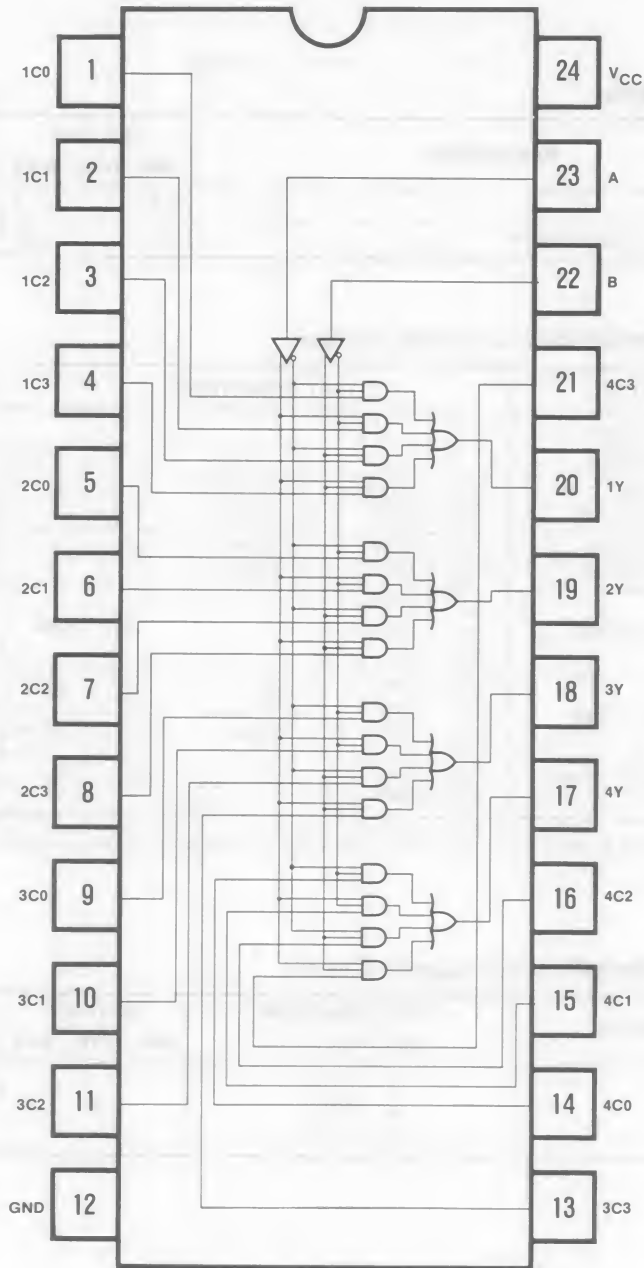 1C0 1 24 VCC
1C1 2 23 A
1C2 3 22 B
1C3 4 21 4C3
2C0 5 20 1Y
2C1 6 19 2Y
2C2 7 18 3Y
2C3 8 17 4Y
3C0 9 16 4C2
3C1 10 15 4C1
3C2 11 14 4C0
GND 12 13 3C3